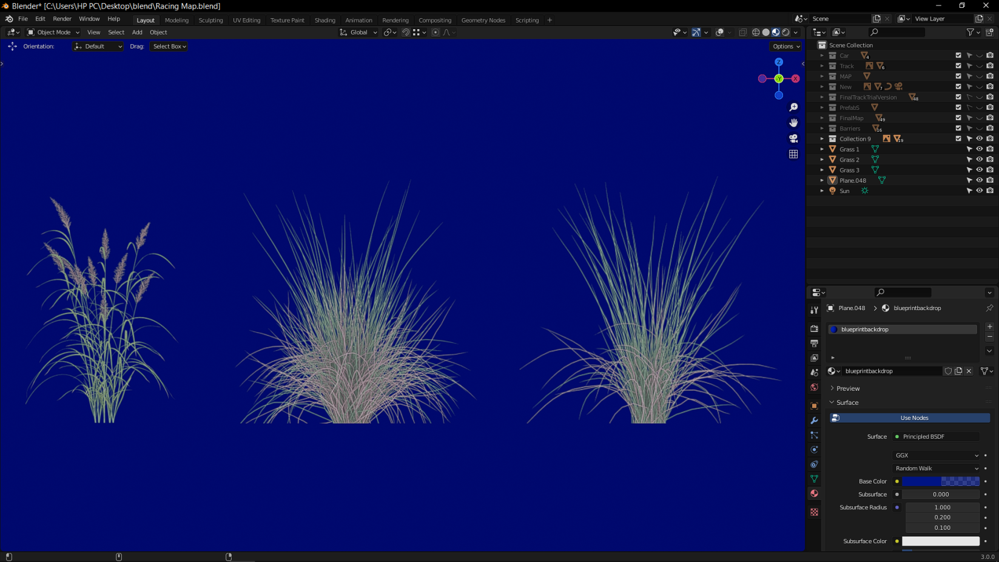 Blender* [C:\Users\HP PC\Desktop\blend\Racing Map.blend]
File Edit Render Window Help Layout Modeling Sculpting UV Editing Texture Paint Shading Animation Rendering Compositing Geometry Nodes Scripting + Scene View Layer
Object Mode View Select Add Object Global
Orientation: Default Drag: Select Box Options
Z
-Y X
Scene Collection
Car 4
Track 6
MAP
New 7
FinalTrackTrialVersion 48
PrefabS
FinalMap 49
Barriers 16
Collection 9 19
Grass 1
Grass 2
Grass 3
Plane.048
Sun
Plane.048 > blueprintbackdrop
blueprintbackdrop
blueprintbackdrop
Preview
Surface
Use Nodes
Surface Principled BSDF
GGX
Random Walk
Base Color
Subsurface 0.000
Subsurface Radius 1.000
0.200
0.100
Subsurface Color
3.0.0